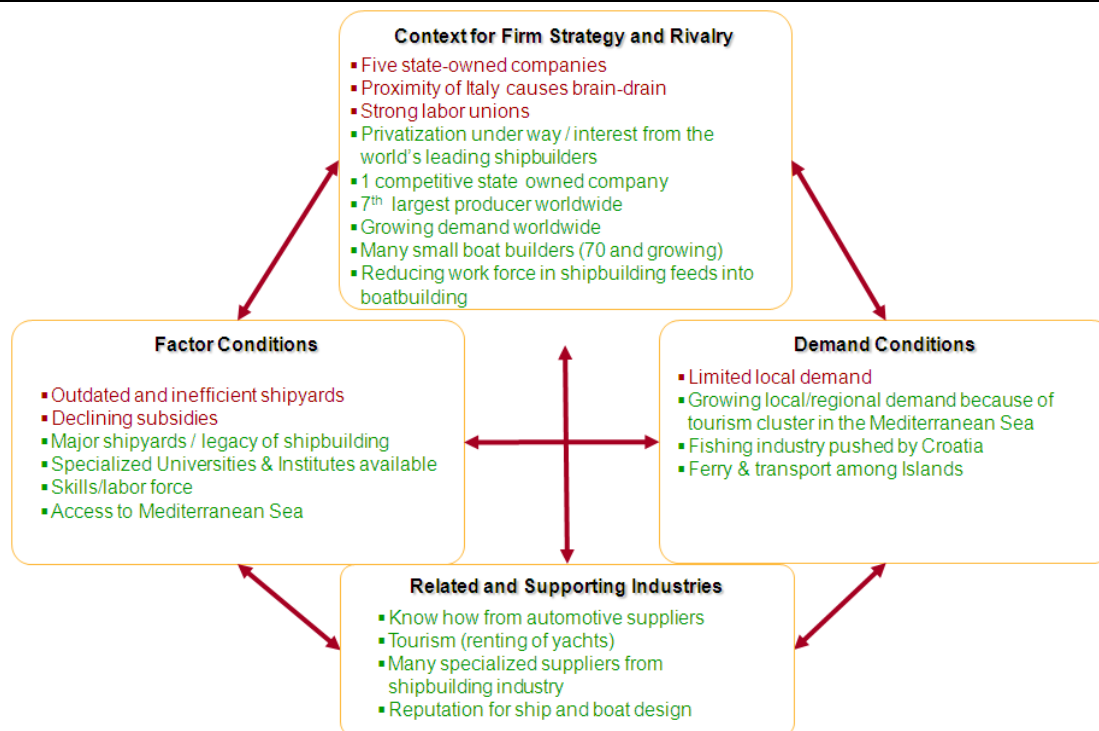 Context for Firm Strategy and Rivalry
▪ Five state-owned companies
▪ Proximity of Italy causes brain-drain
▪ Strong labor unions
▪ Privatization under way / interest from the
world's leading shipbuilders
▪ 1 competitive state owned company
▪ 7th largest producer worldwide
▪ Growing demand worldwide
▪ Many small boat builders (70 and growing)
▪ Reducing work force in shipbuilding feeds into
boatbuilding
Factor Conditions
▪ Outdated and inefficient shipyards
▪ Declining subsidies
▪ Major shipyards / legacy of shipbuilding
▪ Specialized Universities & Institutes available
▪ Skills/labor force
▪ Access to Mediterranean Sea
Demand Conditions
▪ Limited local demand
▪ Growing local/regional demand because of
tourism cluster in the Mediterranean Sea
▪ Fishing industry pushed by Croatia
▪ Ferry & transport among Islands
Related and Supporting Industries
▪ Know how from automotive suppliers
▪ Tourism (renting of yachts)
▪ Many specialized suppliers from
shipbuilding industry
▪ Reputation for ship and boat design